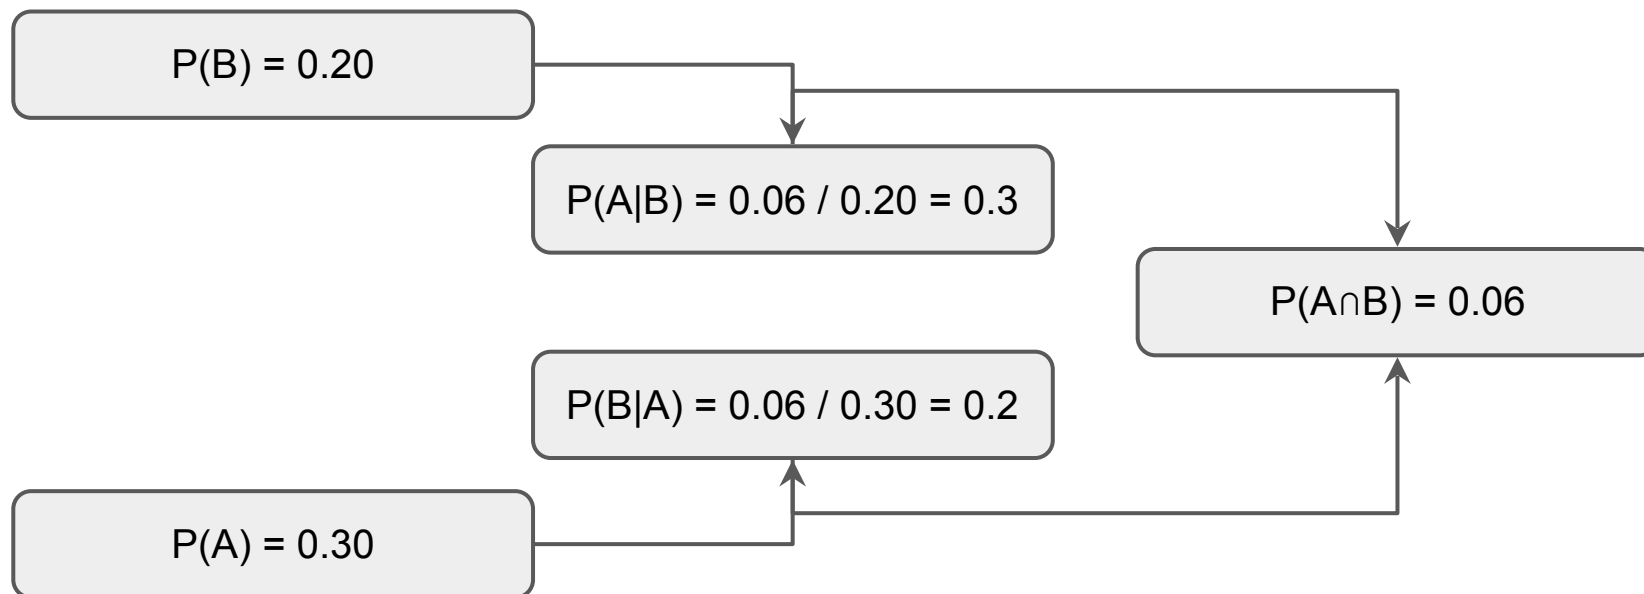 P(B) = 0.20
P(A|B) = 0.06 / 0.20 = 0.3
P(A∩B) = 0.06
P(B|A) = 0.06 / 0.30 = 0.2
P(A) = 0.30